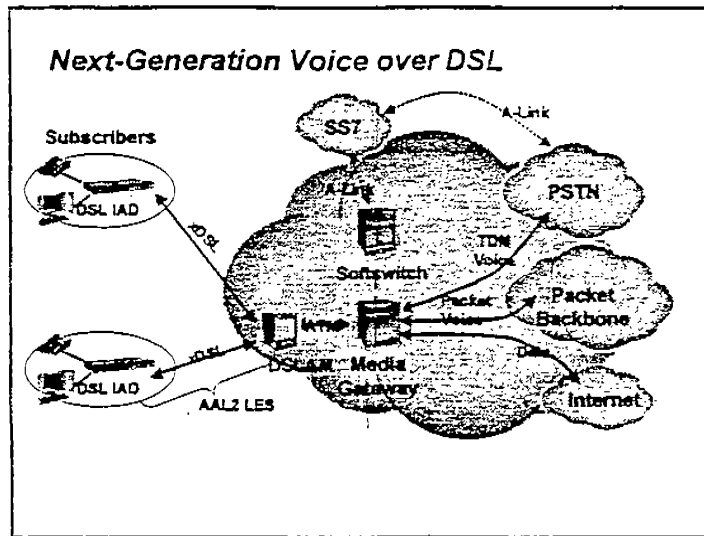 Next-Generation Voice over DSL
Subscribers
SS7
A-Link
PSTN
DSL IAD
A-Link
xDSL
Softswitch
TDM
Voice
Packet
Voice
Packet
Backbone
ATM
xDSL
DSLAM
Media
Gateway
Data
DSL IAD
AAL2 LES
Internet